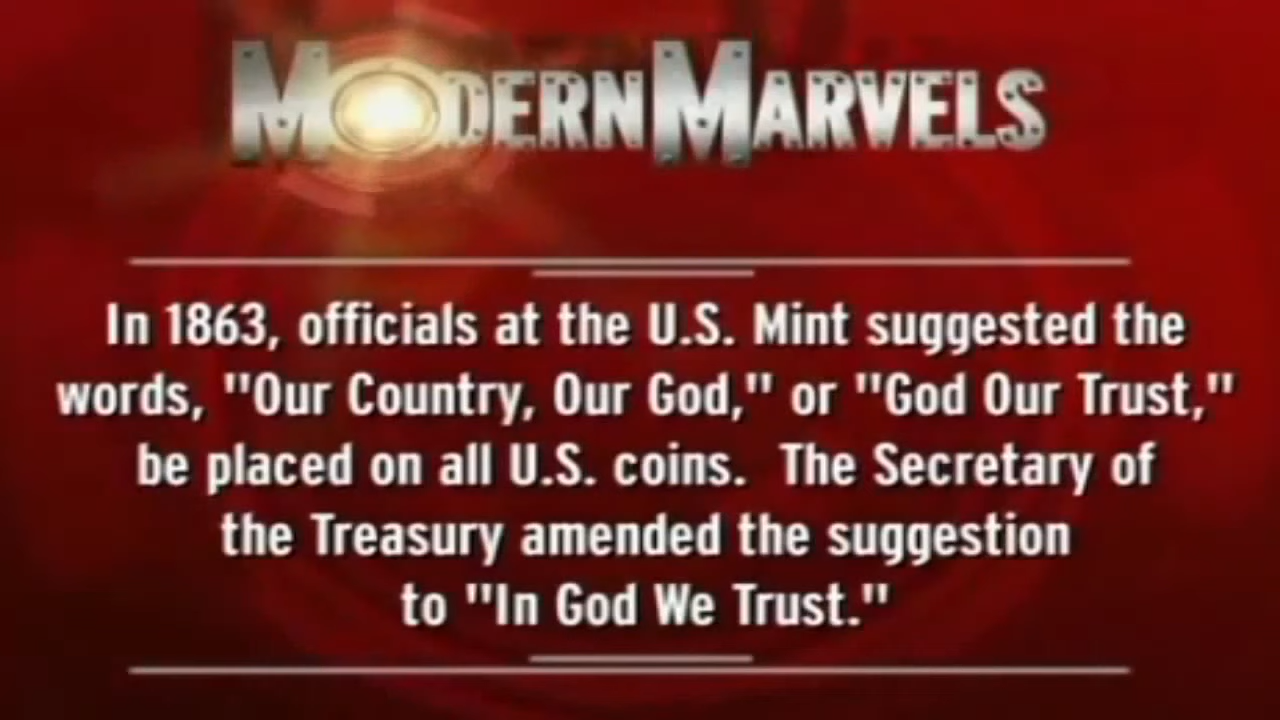 MODERN MARVELS
In 1863, officials at the U.S. Mint suggested the
words, "Our Country, Our God," or "God Our Trust,"
be placed on all U.S. coins.  The Secretary of
the Treasury amended the suggestion
to "In God We Trust."